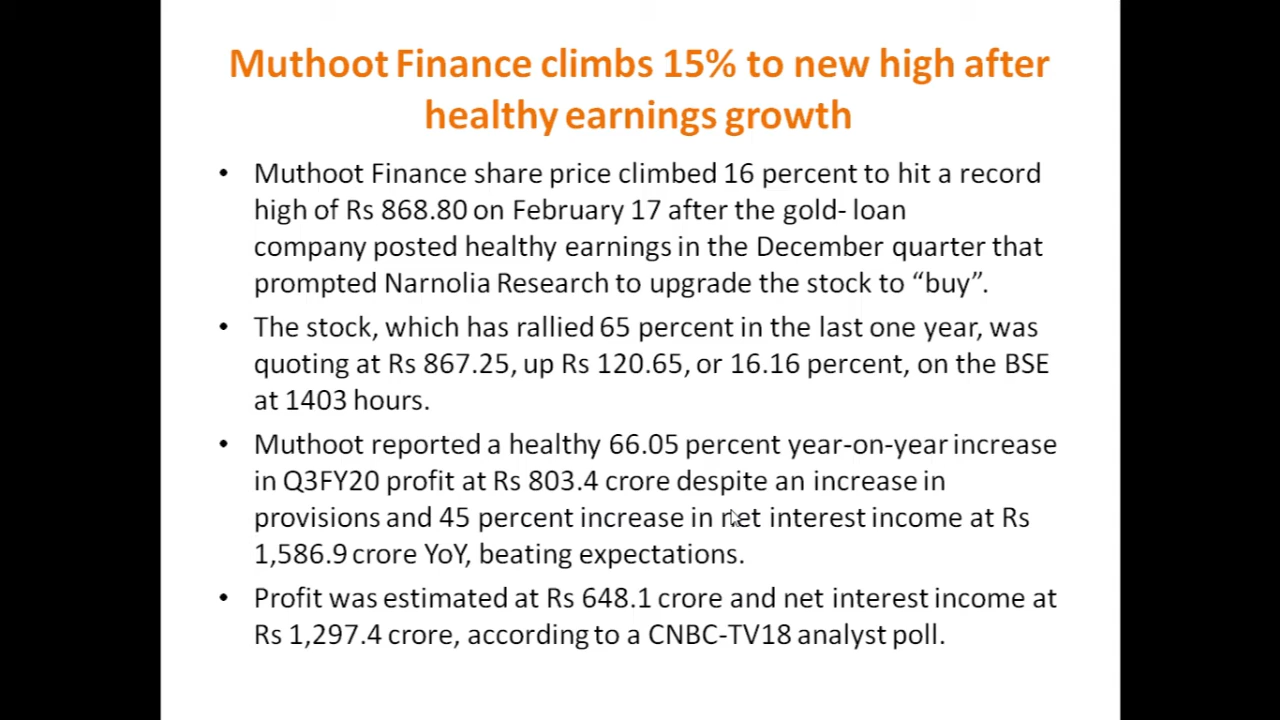 Muthoot Finance climbs 15% to new high after
healthy earnings growth
• Muthoot Finance share price climbed 16 percent to hit a record
high of Rs 868.80 on February 17 after the gold- loan
company posted healthy earnings in the December quarter that
prompted Narnolia Research to upgrade the stock to “buy”.
• The stock, which has rallied 65 percent in the last one year, was
quoting at Rs 867.25, up Rs 120.65, or 16.16 percent, on the BSE
at 1403 hours.
• Muthoot reported a healthy 66.05 percent year-on-year increase
in Q3FY20 profit at Rs 803.4 crore despite an increase in
provisions and 45 percent increase in net interest income at Rs
1,586.9 crore YoY, beating expectations.
• Profit was estimated at Rs 648.1 crore and net interest income at
Rs 1,297.4 crore, according to a CNBC-TV18 analyst poll.